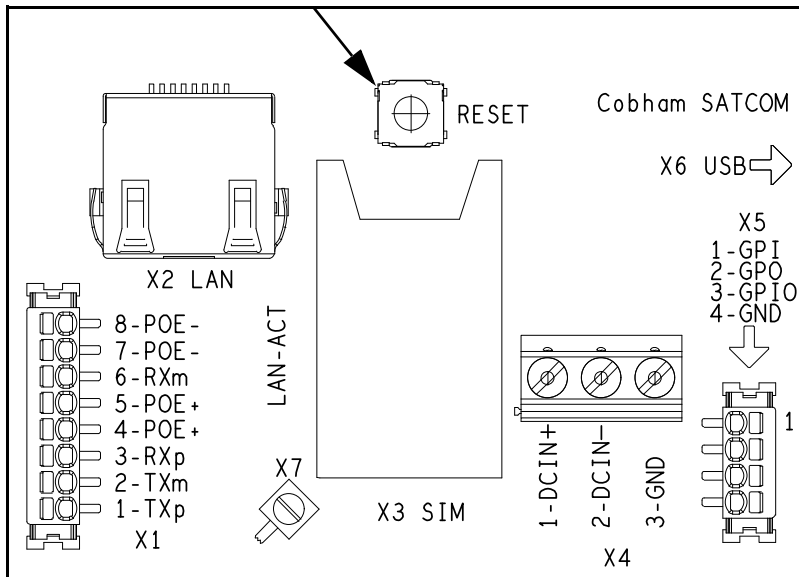 RESET
Cobham SATCOM
X6 USB
X5
1-GPI
2-GPO
3-GPIO
4-GND
X2 LAN
8-POE-
7-POE-
6-RXm
5-POE+
4-POE+
3-RXp
2-TXm
1-TXp
X1
LAN-ACT
X7
X3 SIM
1-DCIN+
2-DCIN-
3-GND
X4
1